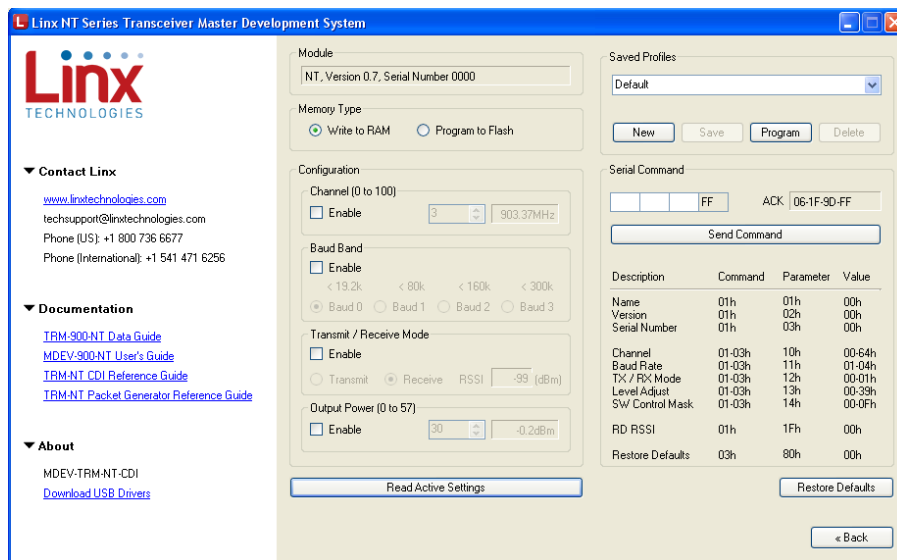 Linx NT Series Transceiver Master Development System
Linx
TECHNOLOGIES
Contact Linx
www.linxtechnologies.com
techsupport@linxtechnologies.com
Phone (US): +1 800 736 6677
Phone (International): +1 541 471 6256
Documentation
TRM-900-NT Data Guide
MDEV-900-NT User's Guide
TRM-NT CDI Reference Guide
TRM-NT Packet Generator Reference Guide
About
MDEV-TRM-NT-CDI
Download USB Drivers
Module
NT, Version 0.7, Serial Number 0000
Memory Type
Write to RAM Program to Flash
Configuration
Channel (0 to 100)
Enable 3 903.37MHz
Baud Band
Enable
< 19.2k < 80k < 160k < 300k
Baud 0 Baud 1 Baud 2 Baud 3
Transmit / Receive Mode
Enable
Transmit Receive RSSI -99 (dBm)
Output Power (0 to 57)
Enable 30 -0.2dBm
Read Active Settings
Saved Profiles
Default
New Save Program Delete
Serial Command
FF ACK 06-1F-9D-FF
Send Command
Description Command Parameter Value
Name 01h 01h 00h
Version 01h 02h 00h
Serial Number 01h 03h 00h
Channel 01-03h 10h 00-64h
Baud Rate 01-03h 11h 01-04h
TX / RX Mode 01-03h 12h 00-01h
Level Adjust 01-03h 13h 00-39h
SW Control Mask 01-03h 14h 00-0Fh
RD RSSI 01h 1Fh 00h
Restore Defaults 03h 80h 00h
Restore Defaults
« Back